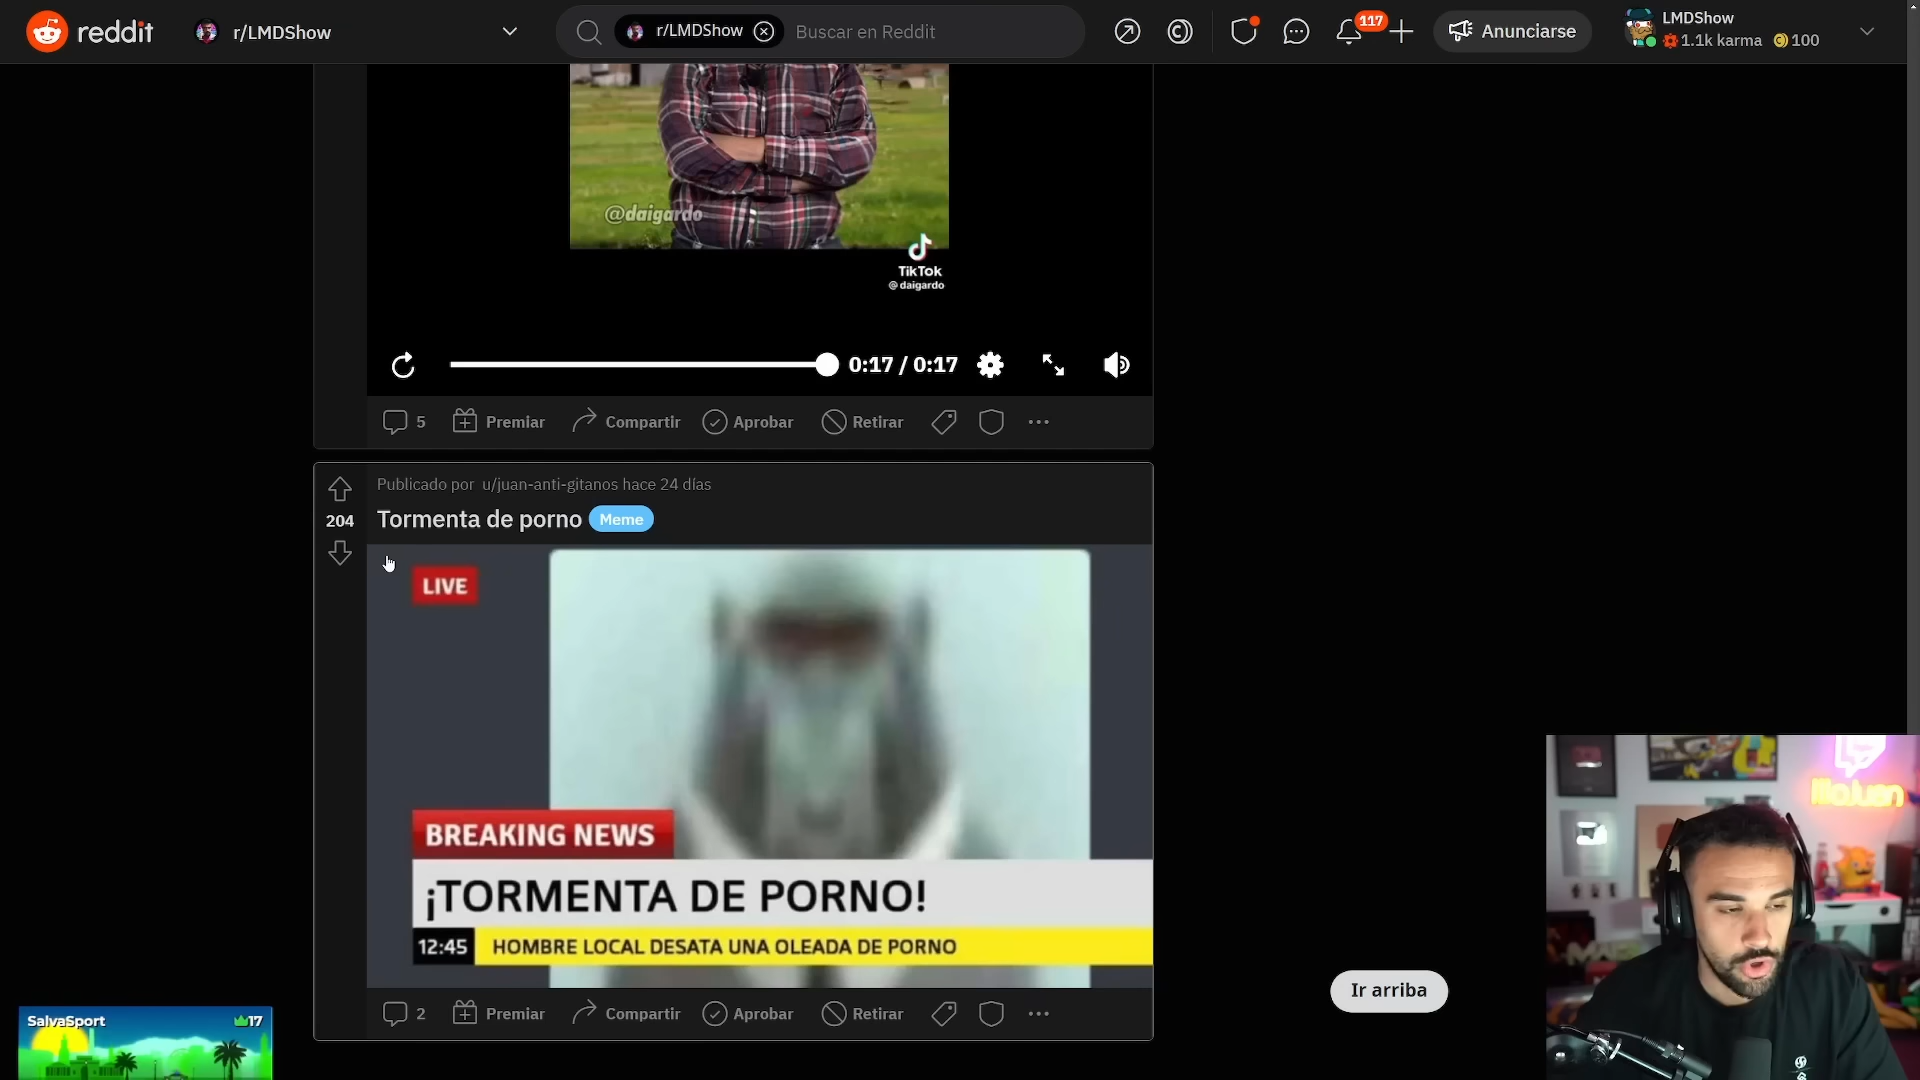 reddit
r/LMDShow
r/LMDShow
Buscar en Reddit
117
Anunciarse
LMDShow
1.1k karma
100
@daigardo
TikTok
@daigardo
0:17 / 0:17
5
Premiar
Compartir
Aprobar
Retirar
Publicado por u/juan-anti-gitanos hace 24 días
204
Tormenta de porno
Meme
LIVE
BREAKING NEWS
¡TORMENTA DE PORNO!
12:45
HOMBRE LOCAL DESATA UNA OLEADA DE PORNO
2
Premiar
Compartir
Aprobar
Retirar
Ir arriba
SalvaSport
17
illoJuan